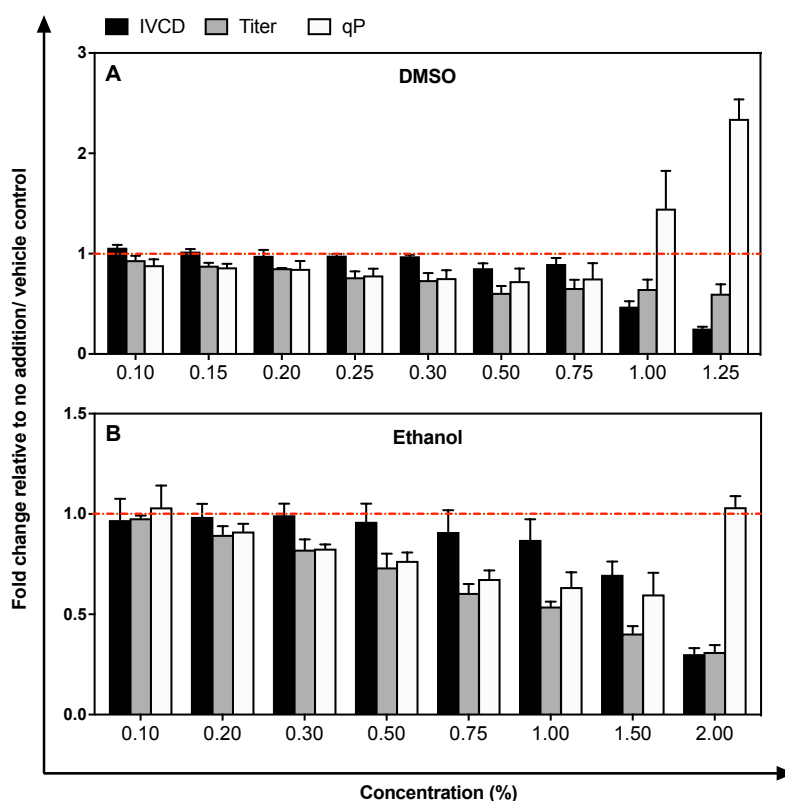 IVCD Titer qP
A DMSO
3
2
1
0
0.10 0.15 0.20 0.25 0.30 0.50 0.75 1.00 1.25
B Ethanol
1.5
1.0
0.5
0.0
0.10 0.20 0.30 0.50 0.75 1.00 1.50 2.00
Fold change relative to no addition/ vehicle control
Concentration (%)